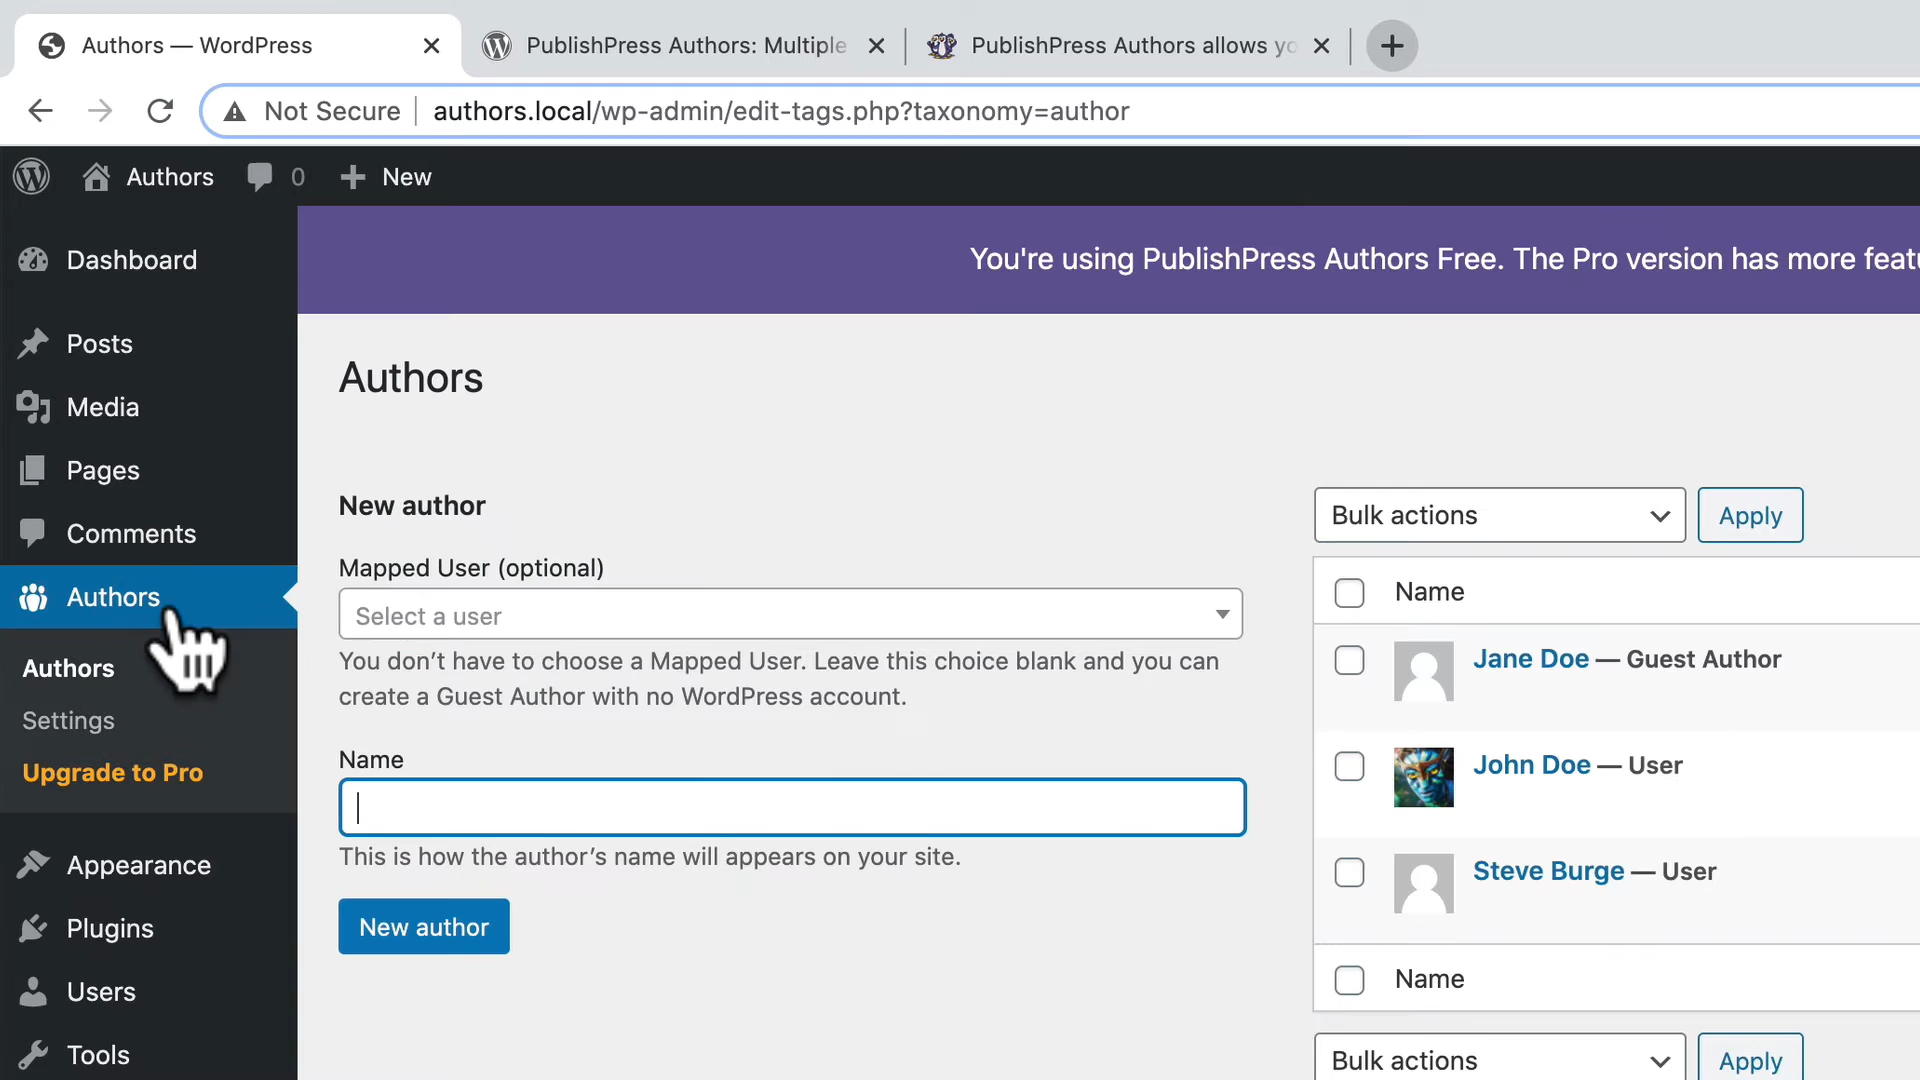 Authors — WordPress
PublishPress Authors: Multiple
PublishPress Authors allows yo
Not Secure
authors.local/wp-admin/edit-tags.php?taxonomy=author
Authors
0
New
Dashboard
Posts
Media
Pages
Comments
Authors
Authors
Settings
Upgrade to Pro
Appearance
Plugins
Users
Tools
You're using PublishPress Authors Free. The Pro version has more featu
Authors
New author
Mapped User (optional)
Select a user
You don’t have to choose a Mapped User. Leave this choice blank and you can
create a Guest Author with no WordPress account.
Name
This is how the author’s name will appears on your site.
New author
Bulk actions
Apply
Name
Jane Doe — Guest Author
John Doe — User
Steve Burge — User
Name
Bulk actions
Apply